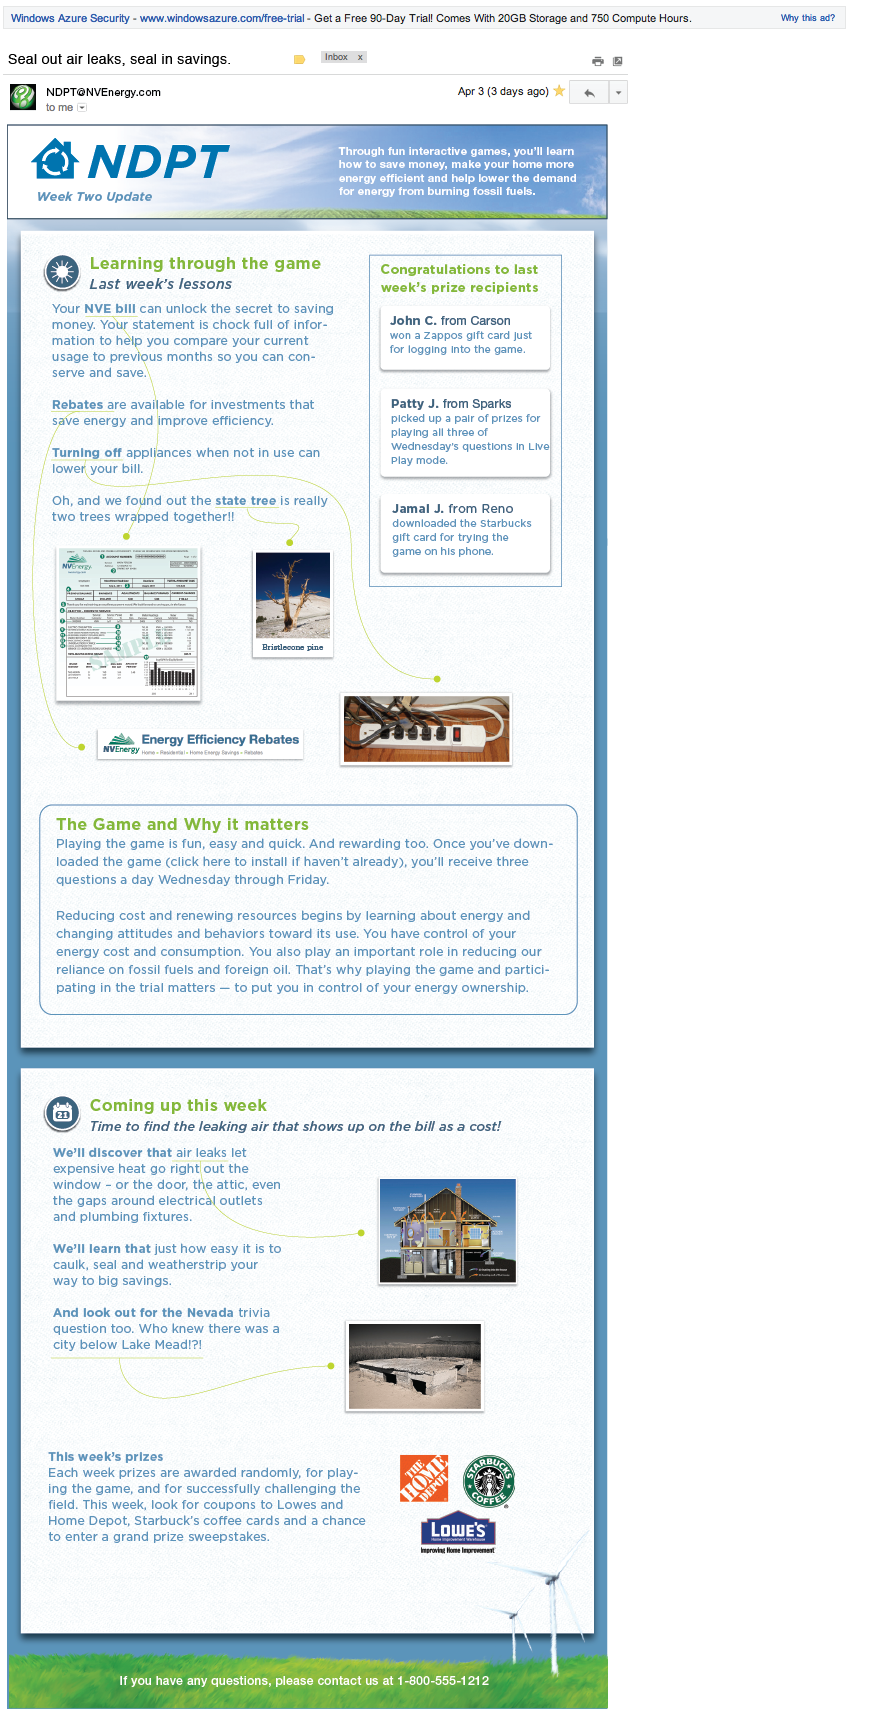 Windows Azure Security - www.windowsazure.com/free-trial - Get a Free 90-Day Trial! Comes With 20GB Storage and 750 Compute Hours.
Why this ad?
Seal out air leaks, seal in savings.
Inbox x
NDPT@NVEnergy.com
Apr 3 (3 days ago)
to me
NDPT
Week Two Update
Through fun interactive games, you'll learn
how to save money, make your home more
energy efficient and help lower the demand
for energy from burning fossil fuels.
Learning through the game
Last week's lessons
Your NVE bill can unlock the secret to saving
money. Your statement is chock full of infor-
mation to help you compare your current
usage to previous months so you can con-
serve and save.
Rebates are available for investments that
save energy and improve efficiency.
Turning off appliances when not in use can
lower your bill.
Oh, and we found out the state tree is really
two trees wrapped together!!
Congratulations to last
week's prize recipients
John C. from Carson
won a Zappos gift card just
for logging into the game.
Patty J. from Sparks
picked up a pair of prizes for
playing all three of
Wednesday's questions in Live
Play mode.
Jamal J. from Reno
downloaded the Starbucks
gift card for trying the
game on his phone.
NVEnergy
SAMPLE
Bristlecone pine
NVEnergy
Energy Efficiency Rebates
Home - Residential - Home Energy Savings - Rebates
The Game and Why it matters
Playing the game is fun, easy and quick. And rewarding too. Once you've down-
loaded the game (click here to install if haven't already), you'll receive three
questions a day Wednesday through Friday.
Reducing cost and renewing resources begins by learning about energy and
changing attitudes and behaviors toward its use. You have control of your
energy cost and consumption. You also play an important role in reducing our
reliance on fossil fuels and foreign oil. That's why playing the game and partici-
pating in the trial matters — to put you in control of your energy ownership.
21
Coming up this week
Time to find the leaking air that shows up on the bill as a cost!
We'll discover that air leaks let
expensive heat go right out the
window – or the door, the attic, even
the gaps around electrical outlets
and plumbing fixtures.
We'll learn that just how easy it is to
caulk, seal and weatherstrip your
way to big savings.
And look out for the Nevada trivia
question too. Who knew there was a
city below Lake Mead!?!
This week's prizes
Each week prizes are awarded randomly, for play-
ing the game, and for successfully challenging the
field. This week, look for coupons to Lowes and
Home Depot, Starbuck's coffee cards and a chance
to enter a grand prize sweepstakes.
THE HOME DEPOT
STARBUCKS COFFEE
LOWE'S
Home Improvement Warehouse
Improving Home Improvement
If you have any questions, please contact us at 1-800-555-1212